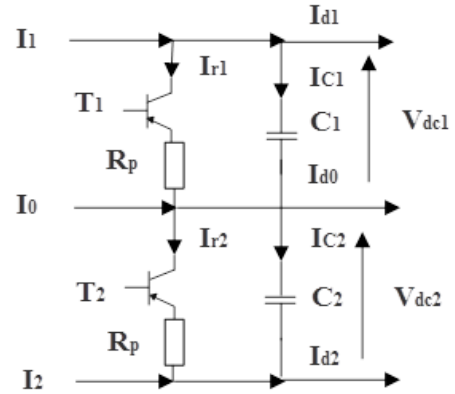 I1
Id1
Ir1
IC1
T1
C1
Vdc1
Rp
Id0
I0
Ir2
IC2
T2
C2
Vdc2
Rp
Id2
I2